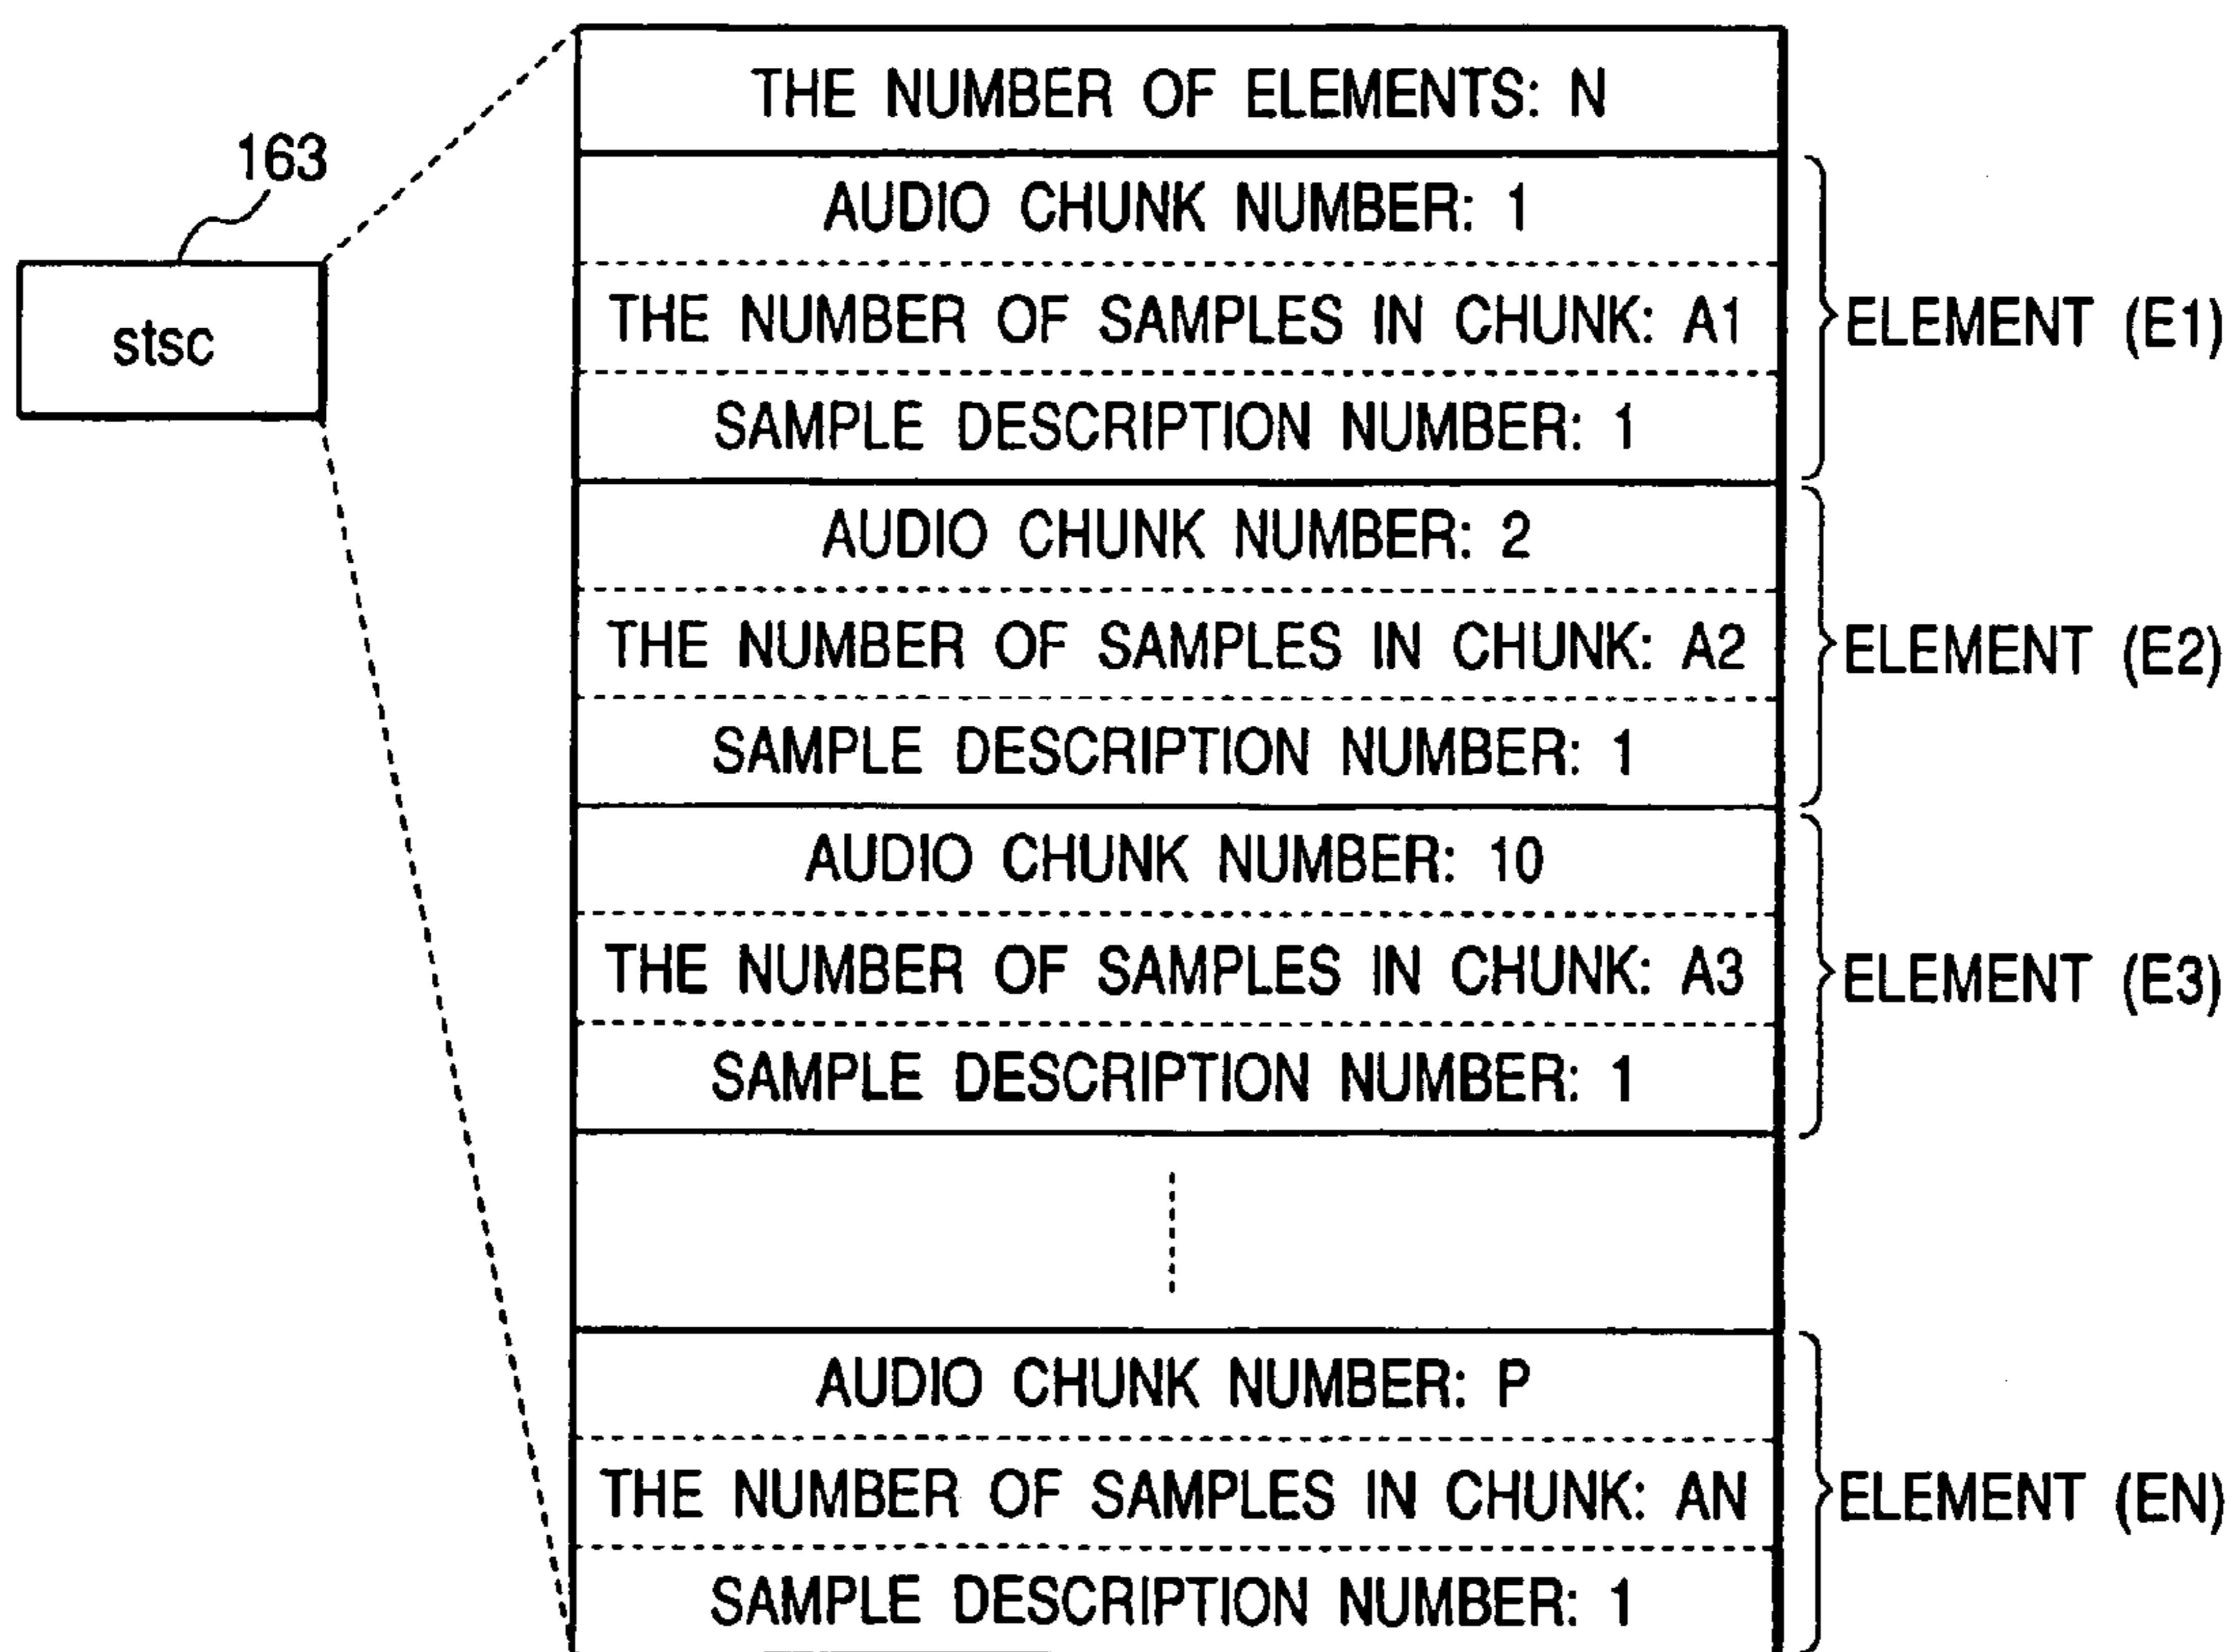 163
stsc
THE NUMBER OF ELEMENTS: N
AUDIO CHUNK NUMBER: 1
THE NUMBER OF SAMPLES IN CHUNK: A1
SAMPLE DESCRIPTION NUMBER: 1
ELEMENT (E1)
AUDIO CHUNK NUMBER: 2
THE NUMBER OF SAMPLES IN CHUNK: A2
SAMPLE DESCRIPTION NUMBER: 1
ELEMENT (E2)
AUDIO CHUNK NUMBER: 10
THE NUMBER OF SAMPLES IN CHUNK: A3
SAMPLE DESCRIPTION NUMBER: 1
ELEMENT (E3)
AUDIO CHUNK NUMBER: P
THE NUMBER OF SAMPLES IN CHUNK: AN
SAMPLE DESCRIPTION NUMBER: 1
ELEMENT (EN)